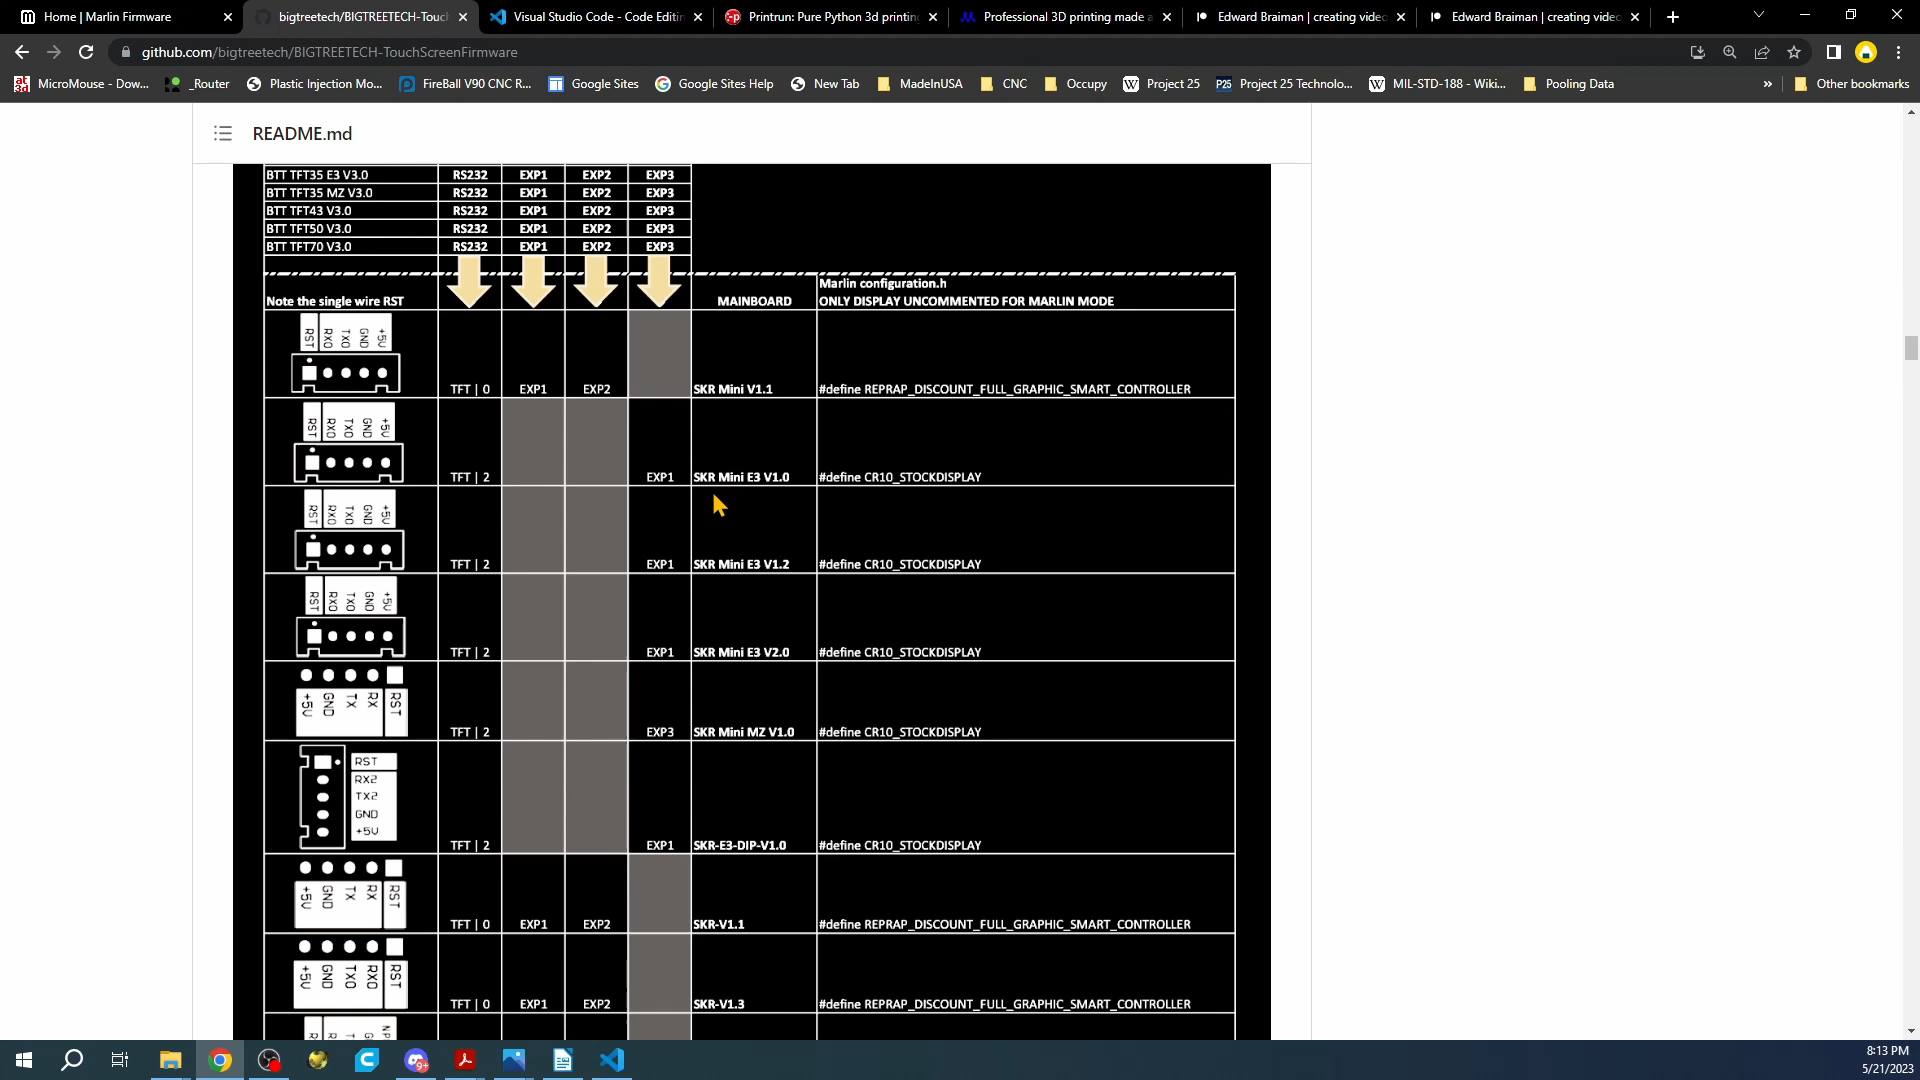 Home | Marlin Firmware
bigtreetech/BIGTREETECH-Touc
Visual Studio Code - Code Editin
Printrun: Pure Python 3d printing
Professional 3D printing made a
Edward Braiman | creating video
Edward Braiman | creating video
github.com/bigtreetech/BIGTREETECH-TouchScreenFirmware
MicroMouse - Dow...
_Router
Plastic Injection Mo...
FireBall V90 CNC R...
Google Sites
Google Sites Help
New Tab
MadeInUSA
CNC
Occupy
Project 25
Project 25 Technolo...
MIL-STD-188 - Wiki...
Pooling Data
»
Other bookmarks
README.md
BTT TFT35 E3 V3.0 RS232 EXP1 EXP2 EXP3
BTT TFT35 MZ V3.0 RS232 EXP1 EXP2 EXP3
BTT TFT43 V3.0 RS232 EXP1 EXP2 EXP3
BTT TFT50 V3.0 RS232 EXP1 EXP2 EXP3
BTT TFT70 V3.0 RS232 EXP1 EXP2 EXP3
Marlin configuration.h
Note the single wire RST MAINBOARD ONLY DISPLAY UNCOMMENTED FOR MARLIN MODE
RST RX0 TX0 GND +5V
TFT | 0 EXP1 EXP2 SKR Mini V1.1 #define REPRAP_DISCOUNT_FULL_GRAPHIC_SMART_CONTROLLER
RST RX0 TX0 GND +5V
TFT | 2 EXP1 SKR Mini E3 V1.0 #define CR10_STOCKDISPLAY
RST RX0 TX0 GND +5V
TFT | 2 EXP1 SKR Mini E3 V1.2 #define CR10_STOCKDISPLAY
RST RX0 TX0 GND +5V
TFT | 2 EXP1 SKR Mini E3 V2.0 #define CR10_STOCKDISPLAY
+5V GND TX RX RST
TFT | 2 EXP3 SKR Mini MZ V1.0 #define CR10_STOCKDISPLAY
RST
RX2
TX2
GND
+5V
TFT | 2 EXP1 SKR-E3-DIP-V1.0 #define CR10_STOCKDISPLAY
+5V GND TX RX RST
TFT | 0 EXP1 EXP2 SKR-V1.1 #define REPRAP_DISCOUNT_FULL_GRAPHIC_SMART_CONTROLLER
+5V GND TX0 RX0 RST
TFT | 0 EXP1 EXP2 SKR-V1.3 #define REPRAP_DISCOUNT_FULL_GRAPHIC_SMART_CONTROLLER
8:13 PM
5/21/2023